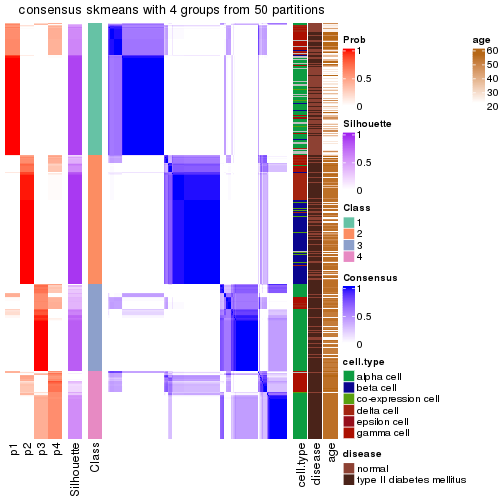 consensus skmeans with 4 groups from 50 partitions
Prob
1
0.5
0
age
60
50
40
30
20
Silhouette
1
0.5
0
Class
1
2
3
4
Consensus
1
0.5
0
cell.type
alpha cell
beta cell
co-expression cell
delta cell
epsilon cell
gamma cell
disease
normal
type II diabetes mellitus
p1
p2
p3
p4
Silhouette
Class
cell.type
disease
age